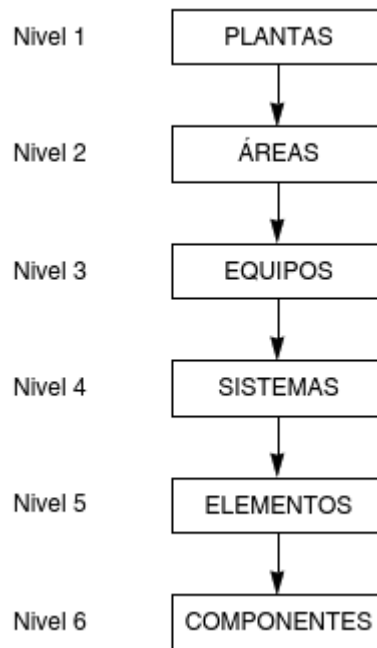 Nivel 1 PLANTAS
Nivel 2 ÁREAS
Nivel 3 EQUIPOS
Nivel 4 SISTEMAS
Nivel 5 ELEMENTOS
Nivel 6 COMPONENTES